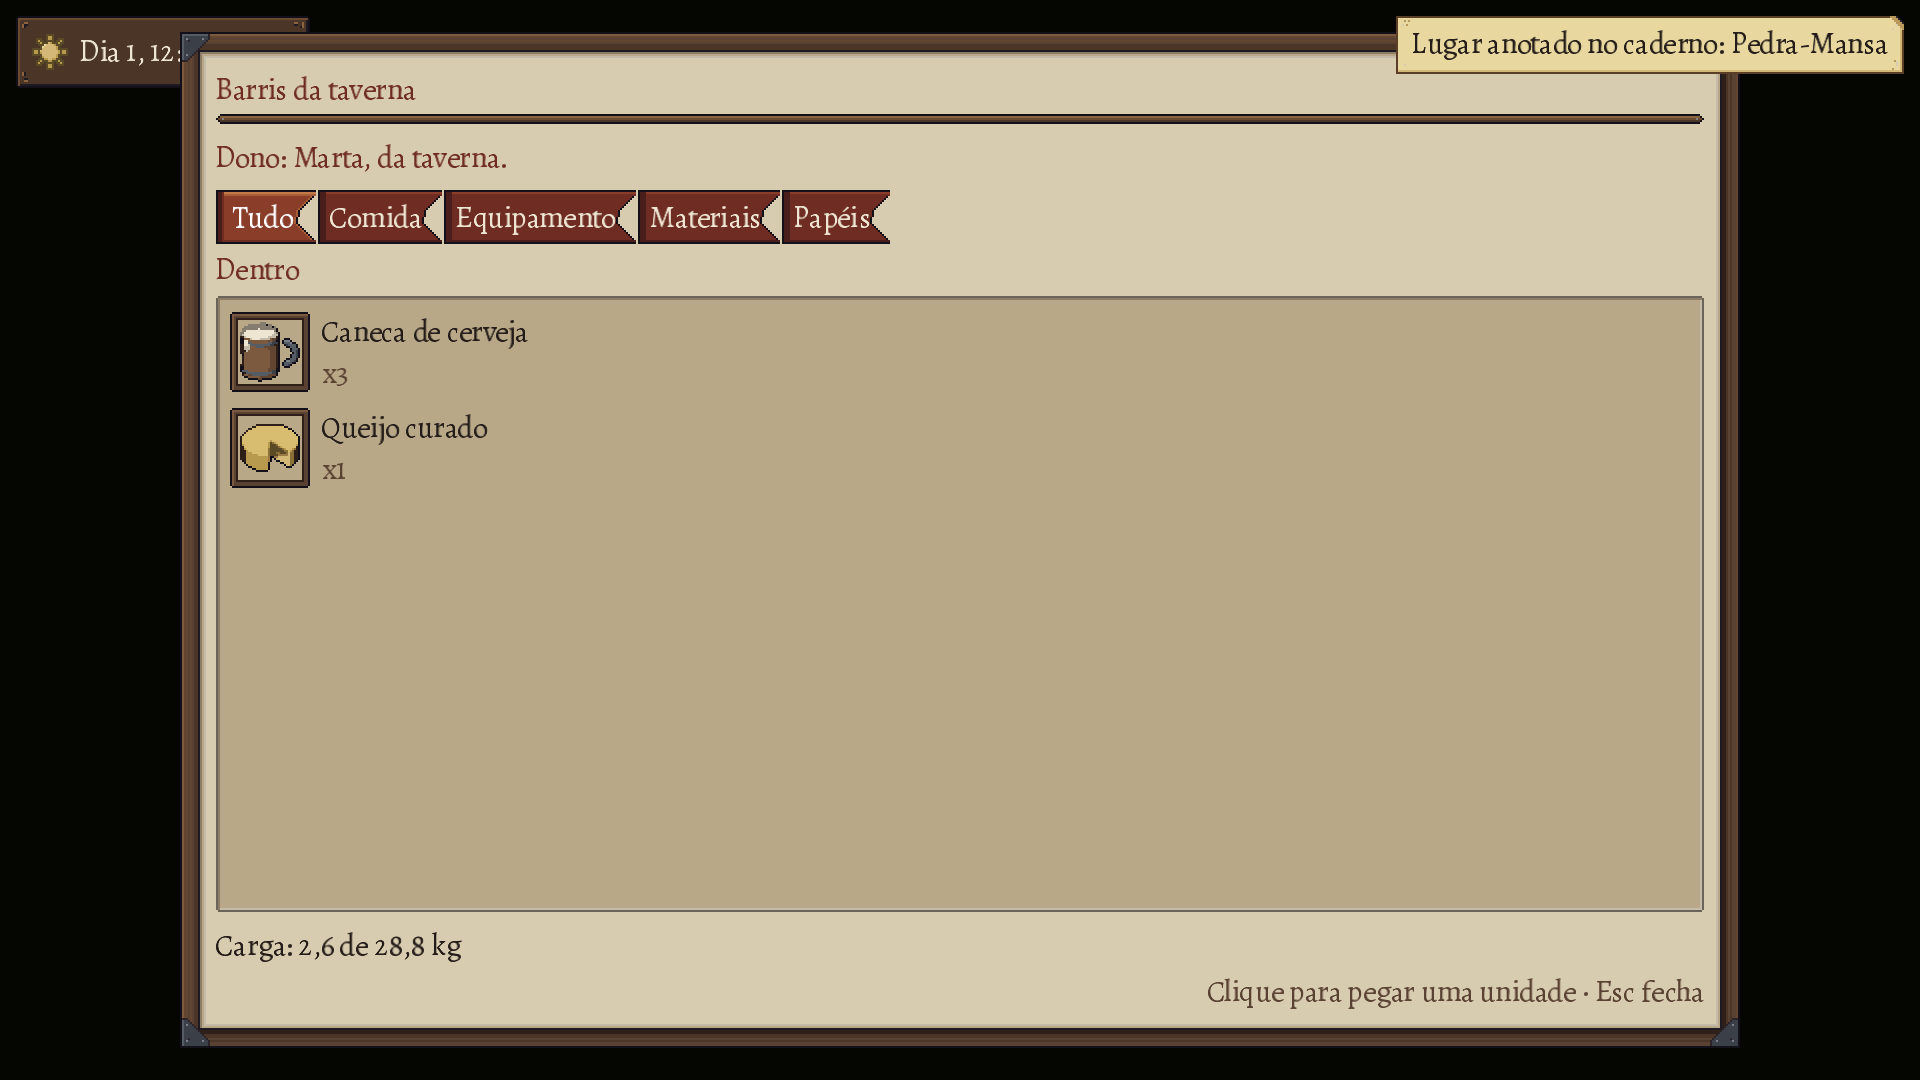 Dia 1, 12:
Lugar anotado no caderno: Pedra-Mansa
Barris da taverna
Dono: Marta, da taverna.
Tudo Comida Equipamento Materiais Papéis
Dentro
Caneca de cerveja
x3
Queijo curado
x1
Carga: 2,6 de 28,8 kg
Clique para pegar uma unidade · Esc fecha